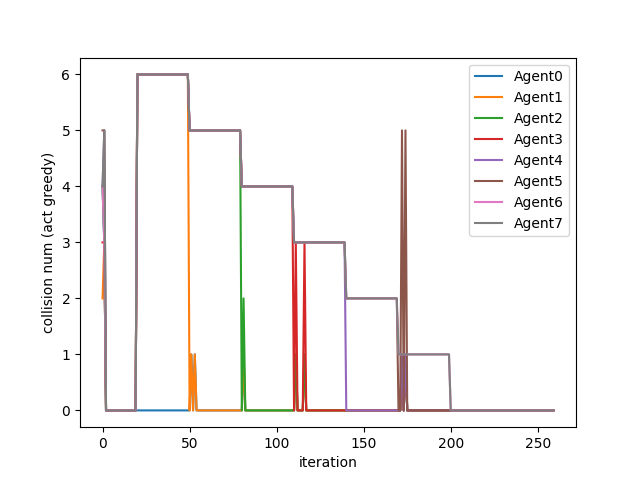 collision num (act greedy)
6
5
4
3
2
1
0
0
50
100
150
200
250
iteration
Agent0
Agent1
Agent2
Agent3
Agent4
Agent5
Agent6
Agent7